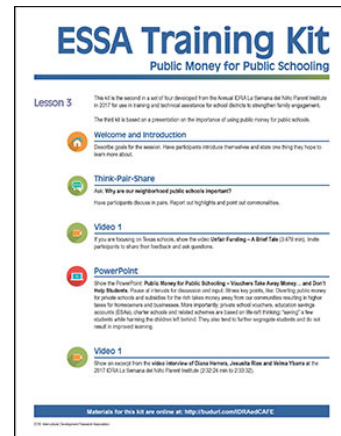 ESSA Training Kit
Public Money for Public Schooling
Lesson 3
This kit is the second in a set of four developed from the Annual IDRA La Semana del Niño Parent Institute
in 2017 for use in training and technical assistance for school districts to strengthen family engagement.
The third kit is based on a presentation on the importance of using public money for public schools.
Welcome and Introduction
Describe goals for the session. Have participants introduce themselves and state one thing they hope to
learn more about.
Think-Pair-Share
Ask: Why are our neighborhood public schools important?
Have participants discuss in pairs. Report out highlights and point out commonalities.
Video 1
If you are focusing on Texas schools, show the video Unfair Funding – A Brief Tale (3:479 min). Invite
participants to share their feedback and ask questions.
PowerPoint
Show the PowerPoint: Public Money for Public Schooling – Vouchers Take Away Money... and Don't
Help Students. Pause at intervals for discussion and input. Stress key points, like: Diverting public money
for private schools and subsidies for the rich takes money away from our communities resulting in higher
taxes for homeowners and businesses. More importantly, private school vouchers, education savings
accounts (ESAs), charter schools and related schemes are based on life-raft thinking: "saving" a few
students while harming the children left behind. They also tend to further segregate students and do not
result in improved learning.
Video 1
Show an excerpt from the video interview of Diana Herrera, Jesusita Rios and Velma Ybarra at the
2017 IDRA La Semana del Niño Parent Institute (2:32:24 min to 2:33:32).
Materials for this kit are online at: http://budurl.com/IDRAedCAFE
Intercultural Development Research Association